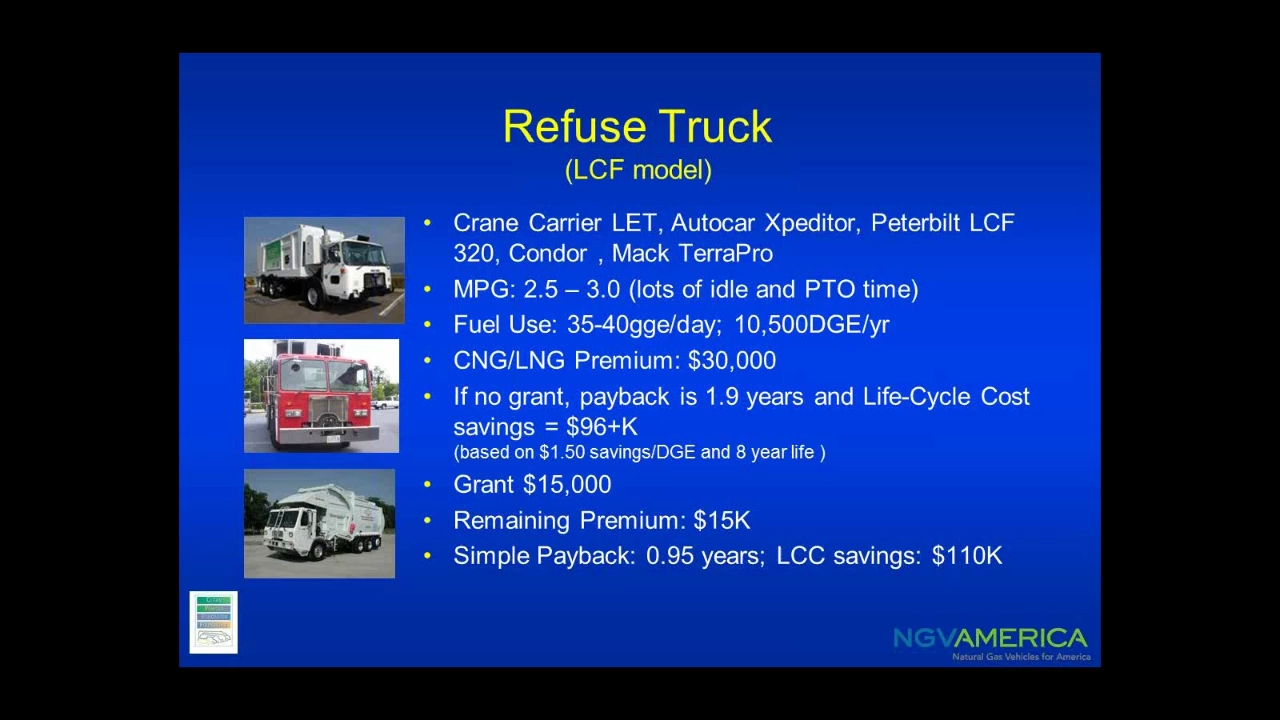 Refuse Truck
(LCF model)
• Crane Carrier LET, Autocar Xpeditor, Peterbilt LCF
320, Condor , Mack TerraPro
• MPG: 2.5 – 3.0 (lots of idle and PTO time)
• Fuel Use: 35-40gge/day; 10,500DGE/yr
• CNG/LNG Premium: $30,000
• If no grant, payback is 1.9 years and Life-Cycle Cost
savings = $96+K
(based on $1.50 savings/DGE and 8 year life )
• Grant $15,000
• Remaining Premium: $15K
• Simple Payback: 0.95 years; LCC savings: $110K
NGVAMERICA
Natural Gas Vehicles for America